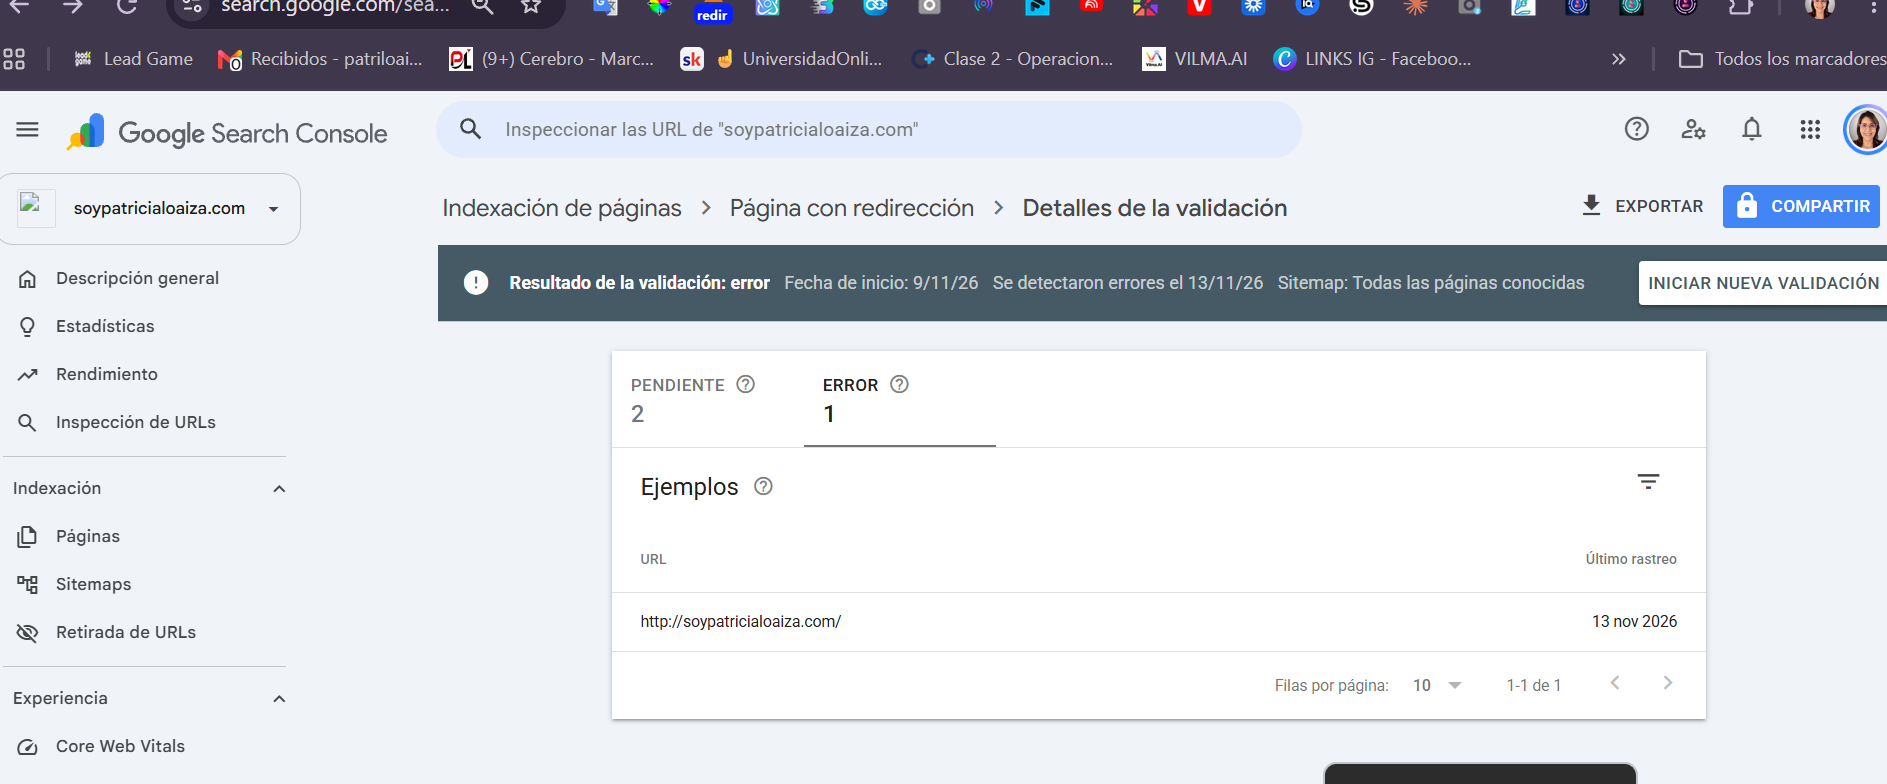 search.google.com/sea...
redir
Lead Game
Recibidos - patriloai...
(9+) Cerebro - Marc...
sk
UniversidadOnli...
Clase 2 - Operacion...
VILMA.AI
LINKS IG - Faceboo...
»
Todos los marcadores
Google Search Console
Inspeccionar las URL de "soypatricialoaiza.com"
soypatricialoaiza.com
Indexación de páginas > Página con redirección > Detalles de la validación
EXPORTAR
COMPARTIR
Resultado de la validación: error Fecha de inicio: 9/11/26 Se detectaron errores el 13/11/26 Sitemap: Todas las páginas conocidas
INICIAR NUEVA VALIDACIÓN
Descripción general
Estadísticas
Rendimiento
Inspección de URLs
Indexación
Páginas
Sitemaps
Retirada de URLs
Experiencia
Core Web Vitals
PENDIENTE
2
ERROR
1
Ejemplos
URL Último rastreo
http://soypatricialoaiza.com/ 13 nov 2026
Filas por página: 10 1-1 de 1